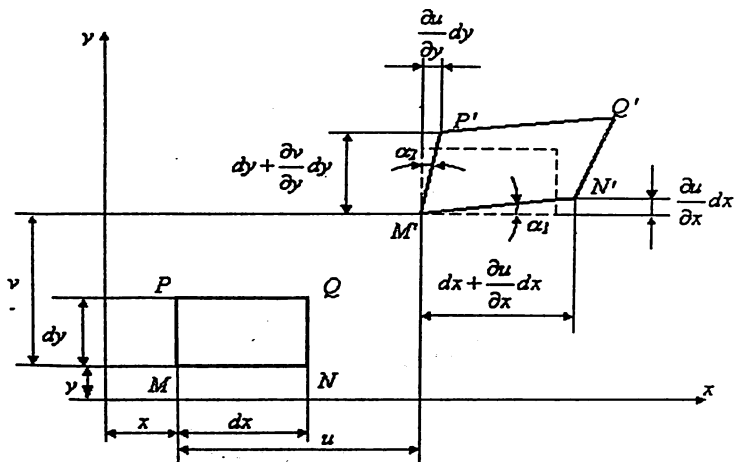 ∂u/∂y dy
y
P'
Q'
α₂
dy + ∂v/∂y dy
N'
∂u/∂x dx
M'
α₁
dx + ∂u/∂x dx
v
P
Q
dy
y
M
N
x
x
dx
u